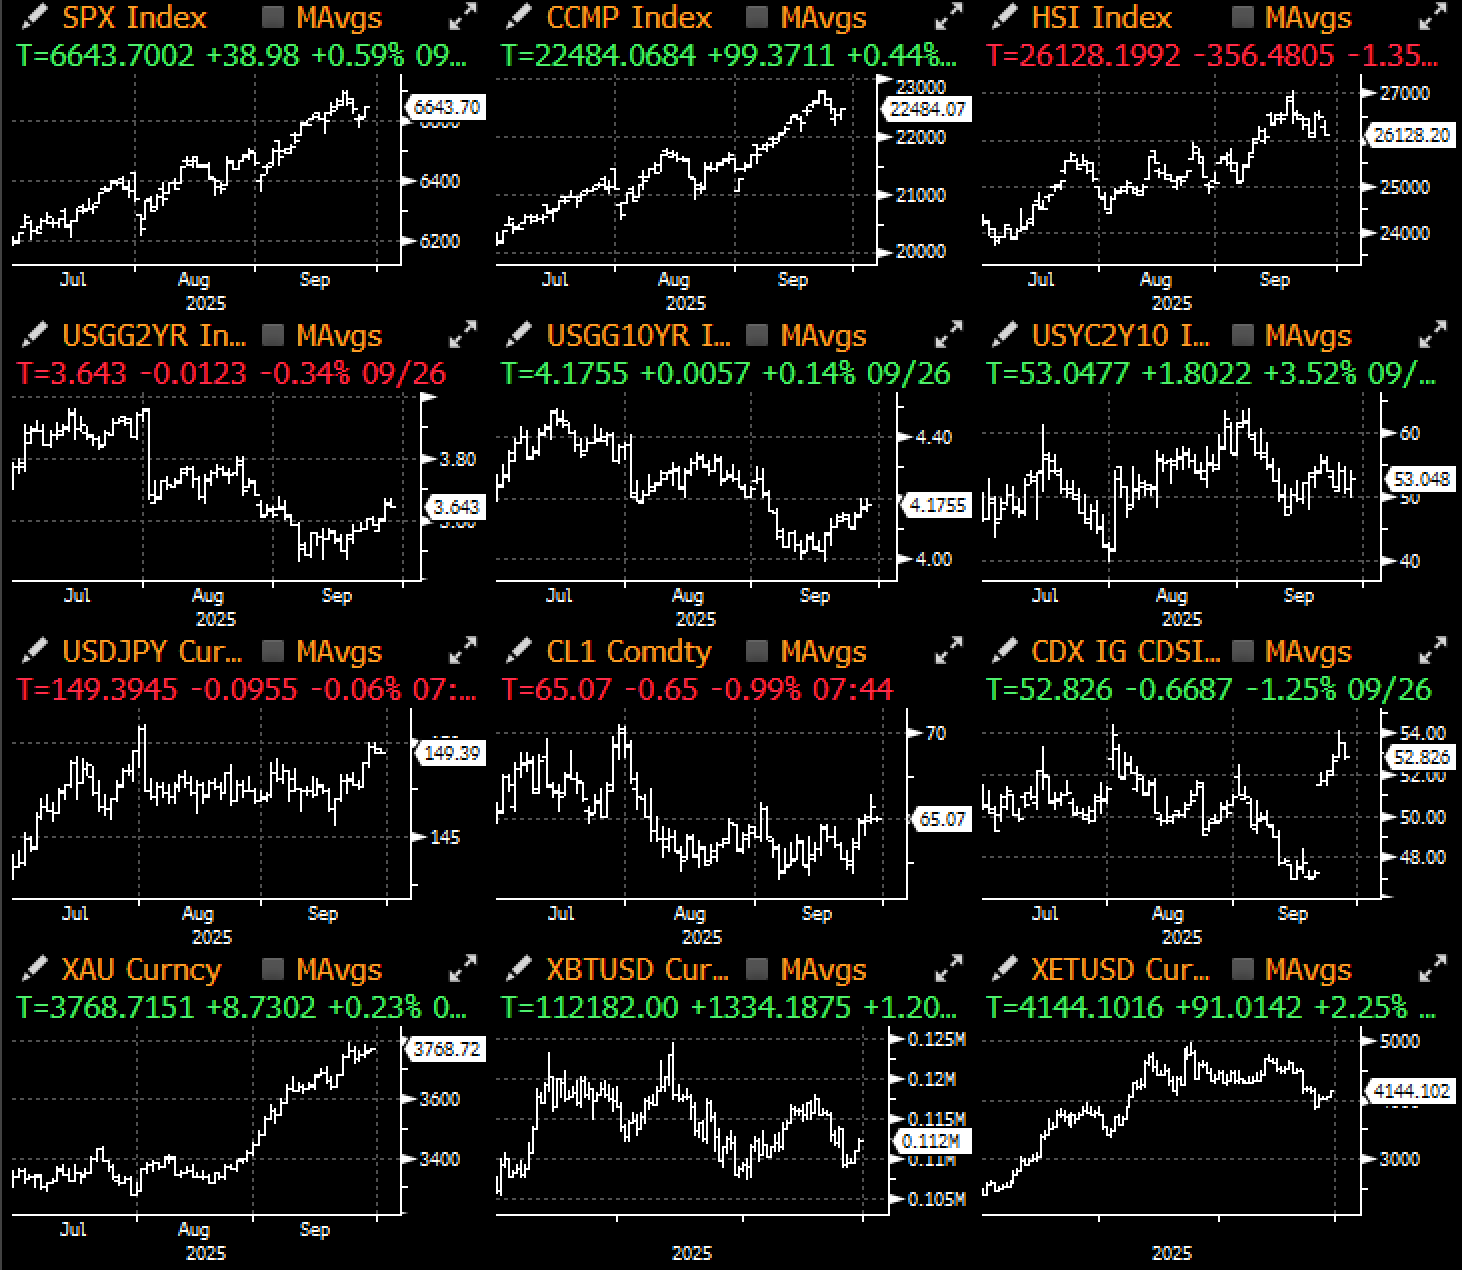 SPX Index MAvgs
T=6643.7002 +38.98 +0.59% 09...
6643.70
6400
6200
Jul Aug Sep
2025
CCMP Index MAvgs
T=22484.0684 +99.3711 +0.44%...
23000
22484.07
22000
21000
20000
Jul Aug Sep
2025
HSI Index MAvgs
T=26128.1992 -356.4805 -1.35...
27000
26128.20
25000
24000
Jul Aug Sep
2025
USGG2YR In... MAvgs
T=3.643 -0.0123 -0.34% 09/26
3.80
3.643
Jul Aug Sep
2025
USGG10YR I... MAvgs
T=4.1755 +0.0057 +0.14% 09/26
4.40
4.1755
4.00
Jul Aug Sep
2025
USYC2Y10 I... MAvgs
T=53.0477 +1.8022 +3.52% 09/...
60
53.048
50
40
Jul Aug Sep
2025
USDJPY Cur... MAvgs
T=149.3945 -0.0955 -0.06% 07:...
149.39
145
Jul Aug Sep
2025
CL1 Comdty MAvgs
T=65.07 -0.65 -0.99% 07:44
70
65.07
Jul Aug Sep
2025
CDX IG CDSI... MAvgs
T=52.826 -0.6687 -1.25% 09/26
54.00
52.826
52.00
50.00
48.00
Jul Aug Sep
2025
XAU Curncy MAvgs
T=3768.7151 +8.7302 +0.23% 0...
3768.72
3600
3400
Jul Aug Sep
2025
XBTUSD Cur... MAvgs
T=112182.00 +1334.1875 +1.20...
0.125M
0.12M
0.115M
0.112M
0.11M
0.105M
2025
XETUSD Cur... MAvgs
T=4144.1016 +91.0142 +2.25% ...
5000
4144.102
3000
2025